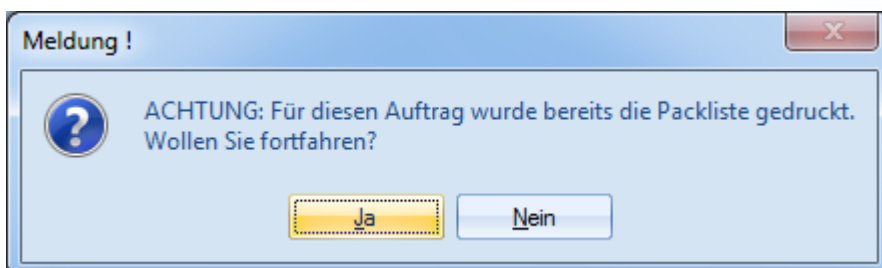 Meldung !
ACHTUNG: Für diesen Auftrag wurde bereits die Packliste gedruckt.
Wollen Sie fortfahren?
Ja Nein